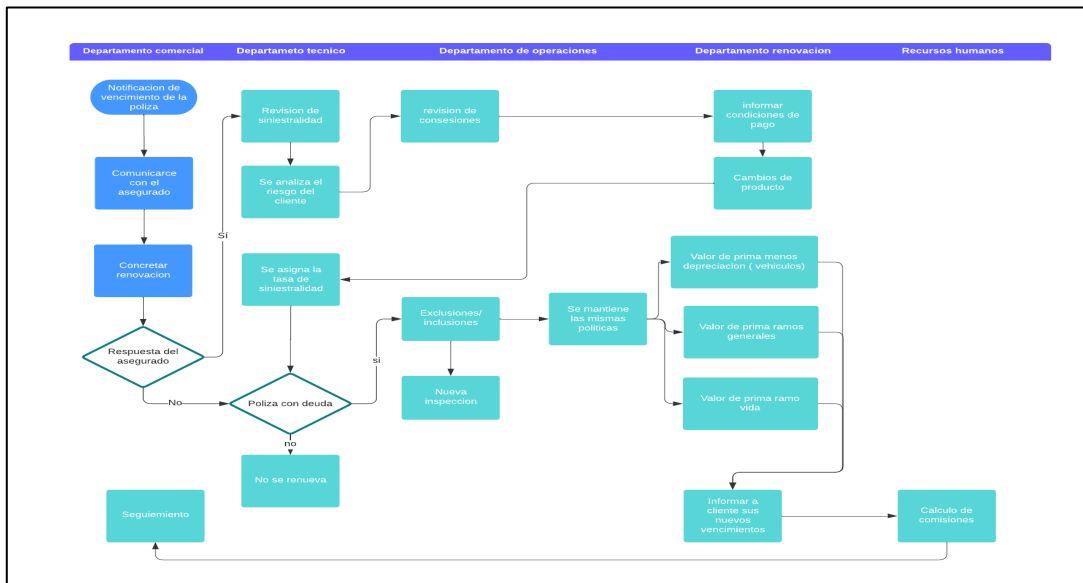 Departamento comercial
Departameto tecnico
Departamento de operaciones
Departamento renovacion
Recursos humanos
Notificacion de
vencimiento de la
poliza
Revision de
siniestralidad
revision de
consesiones
informar
condiciones de
pago
Comunicarce
con el
asegurado
Se analiza el
riesgo del
cliente
Cambios de
producto
Sí
Concretar
renovacion
Se asigna la
tasa de
siniestralidad
Valor de prima menos
depreciacion ( vehiculos)
Exclusiones/
inclusiones
Se mantiene
las mismas
politicas
Valor de prima ramos
generales
Respuesta del
asegurado
si
Nueva
inspeccion
Valor de prima ramo
vida
No
Poliza con deuda
no
No se renueva
Seguiemiento
Informar a
cliente sus
nuevos
vencimientos
Calculo de
comisiones